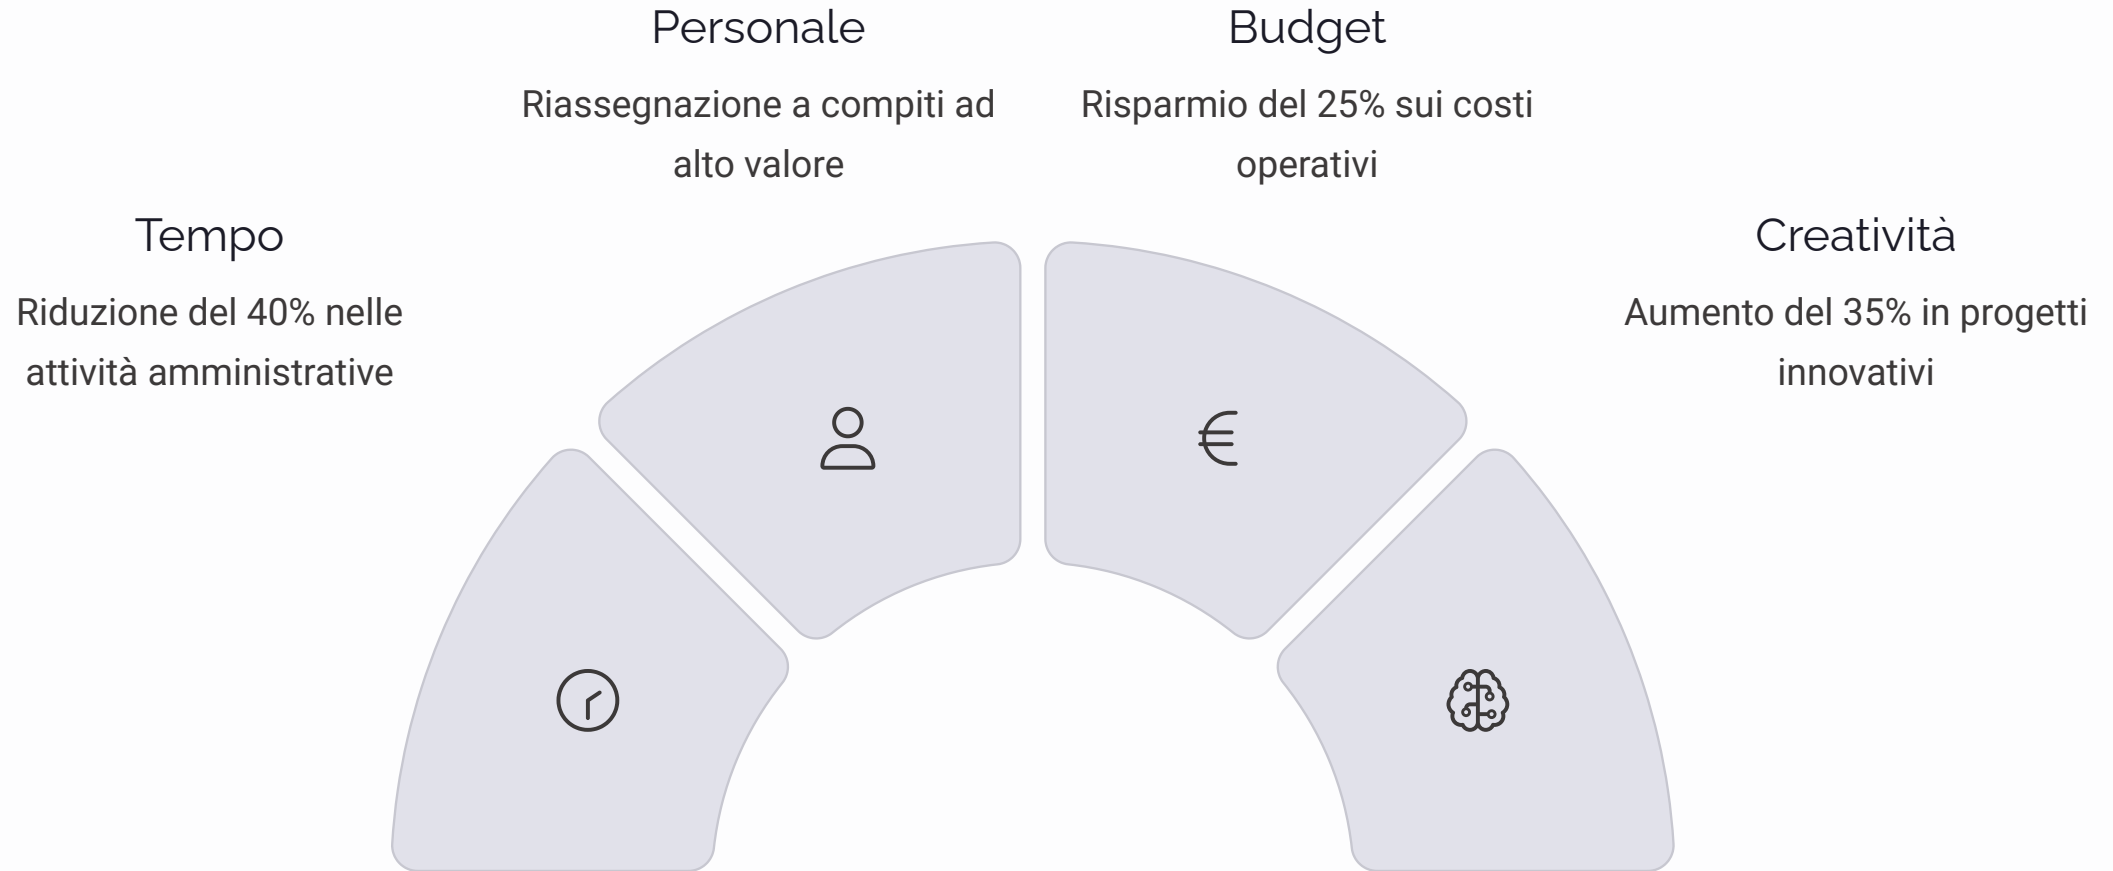 Tempo
Riduzione del 40% nelle
attività amministrative
Personale
Riassegnazione a compiti ad
alto valore
Budget
Risparmio del 25% sui costi
operativi
Creatività
Aumento del 35% in progetti
innovativi